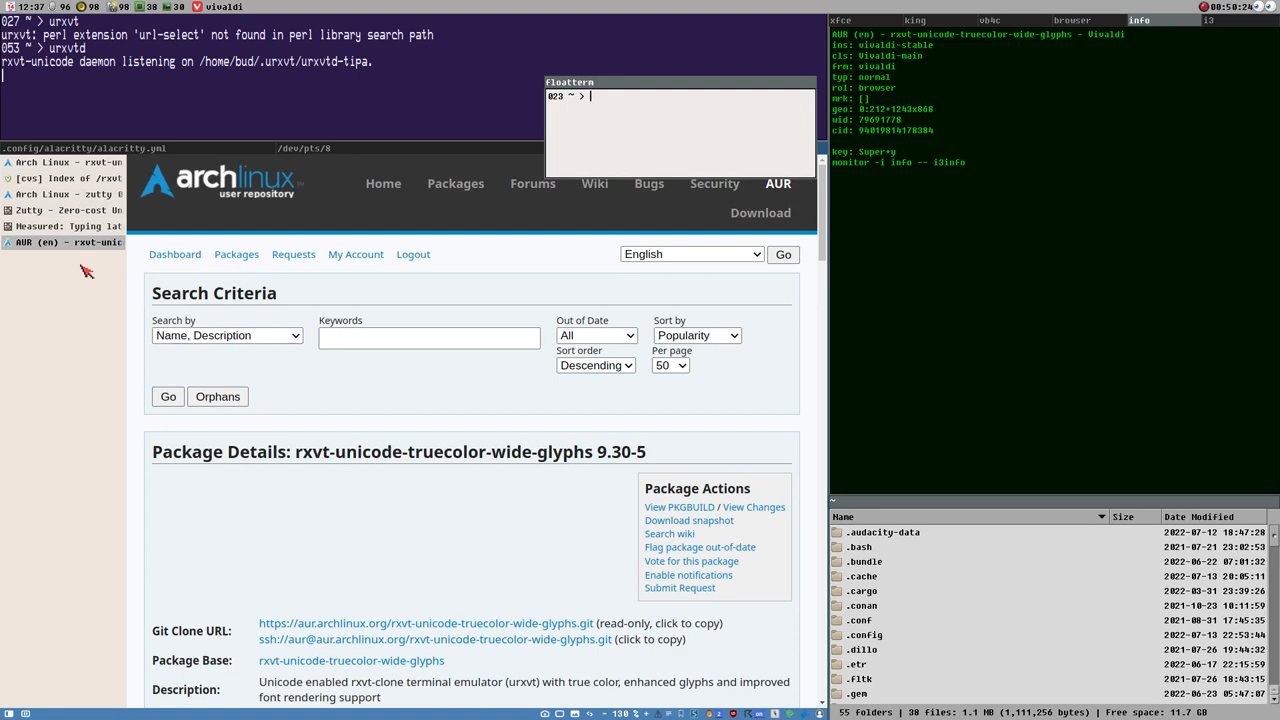 12:37 96 98 98 38 30 vivaldi 00:50:24
027 ~ > urxvt
urxvt: perl extension 'url-select' not found in perl library search path
053 ~ > urxvtd
rxvt-unicode daemon listening on /home/bud/.urxvt/urxvtd-tipa.
floatterm
023 ~ >
.config/alacritty/alacritty.yml /dev/pts/8
Arch Linux - rxvt-un
[cvs] Index of /rxvt
Arch Linux - zutty 0
Zutty - Zero-cost Un
Measured: Typing lat
AUR (en) - rxvt-unic
archlinux
user repository
Home Packages Forums Wiki Bugs Security AUR
Download
Dashboard Packages Requests My Account Logout
English Go
Search Criteria
Search by Keywords Out of Date Sort by
Name, Description All Popularity
Sort order Per page
Descending 50
Go Orphans
Package Details: rxvt-unicode-truecolor-wide-glyphs 9.30-5
Package Actions
View PKGBUILD / View Changes
Download snapshot
Search wiki
Flag package out-of-date
Vote for this package
Enable notifications
Submit Request
Git Clone URL: https://aur.archlinux.org/rxvt-unicode-truecolor-wide-glyphs.git (read-only, click to copy)
ssh://aur@aur.archlinux.org/rxvt-unicode-truecolor-wide-glyphs.git (click to copy)
Package Base: rxvt-unicode-truecolor-wide-glyphs
Description: Unicode enabled rxvt-clone terminal emulator (urxvt) with true color, enhanced glyphs and improved
font rendering support
130 %
xfce king vb4c browser info i3
AUR (en) - rxvt-unicode-truecolor-wide-glyphs - Vivaldi
ins: vivaldi-stable
cls: Vivaldi-main
frm: vivaldi
typ: normal
rol: browser
mrk: []
geo: 0:212+1243x868
wid: 79691778
cid: 94019814178384
key: Super+y
monitor -i info -- i3info
~
Name Size Date Modified
.audacity-data 2022-07-12 18:47:28
.bash 2021-07-21 23:02:53
.bundle 2022-06-22 07:01:32
.cache 2022-07-13 20:05:11
.cargo 2022-03-31 23:39:26
.conan 2021-10-23 10:11:59
.conf 2021-08-31 17:45:35
.config 2022-07-13 22:53:44
.dillo 2021-07-26 19:44:32
.etr 2022-06-17 22:15:55
.fltk 2021-07-26 18:44:34
.gem 2022-06-23 05:47:07
55 folders | 38 files: 1.1 MB (1,111,256 bytes) | Free space: 11.7 GB